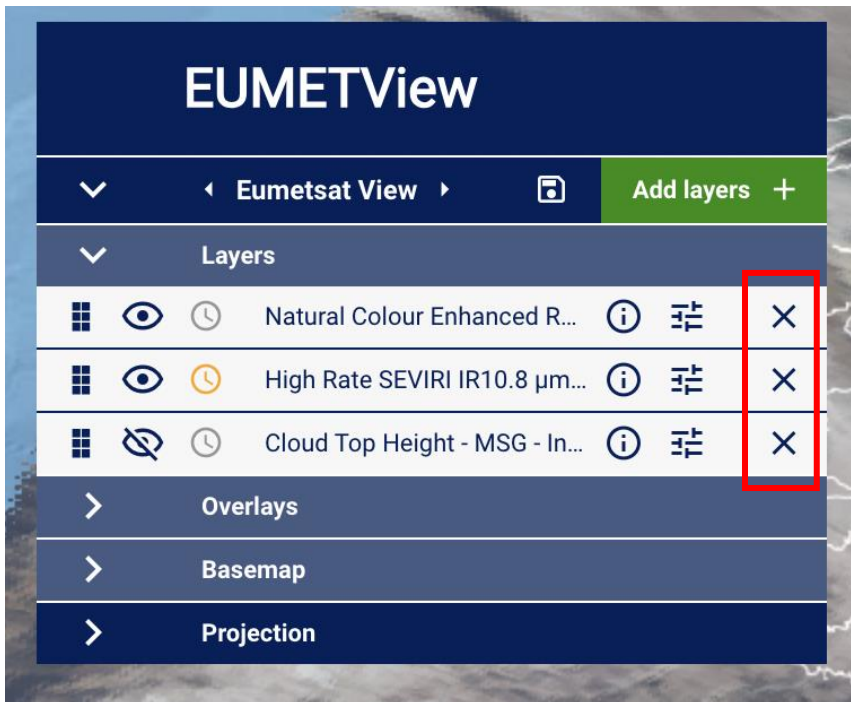 EUMETView
Eumetsat View
Add layers +
Layers
Natural Colour Enhanced R...
High Rate SEVIRI IR10.8 µm...
Cloud Top Height - MSG - In...
Overlays
Basemap
Projection